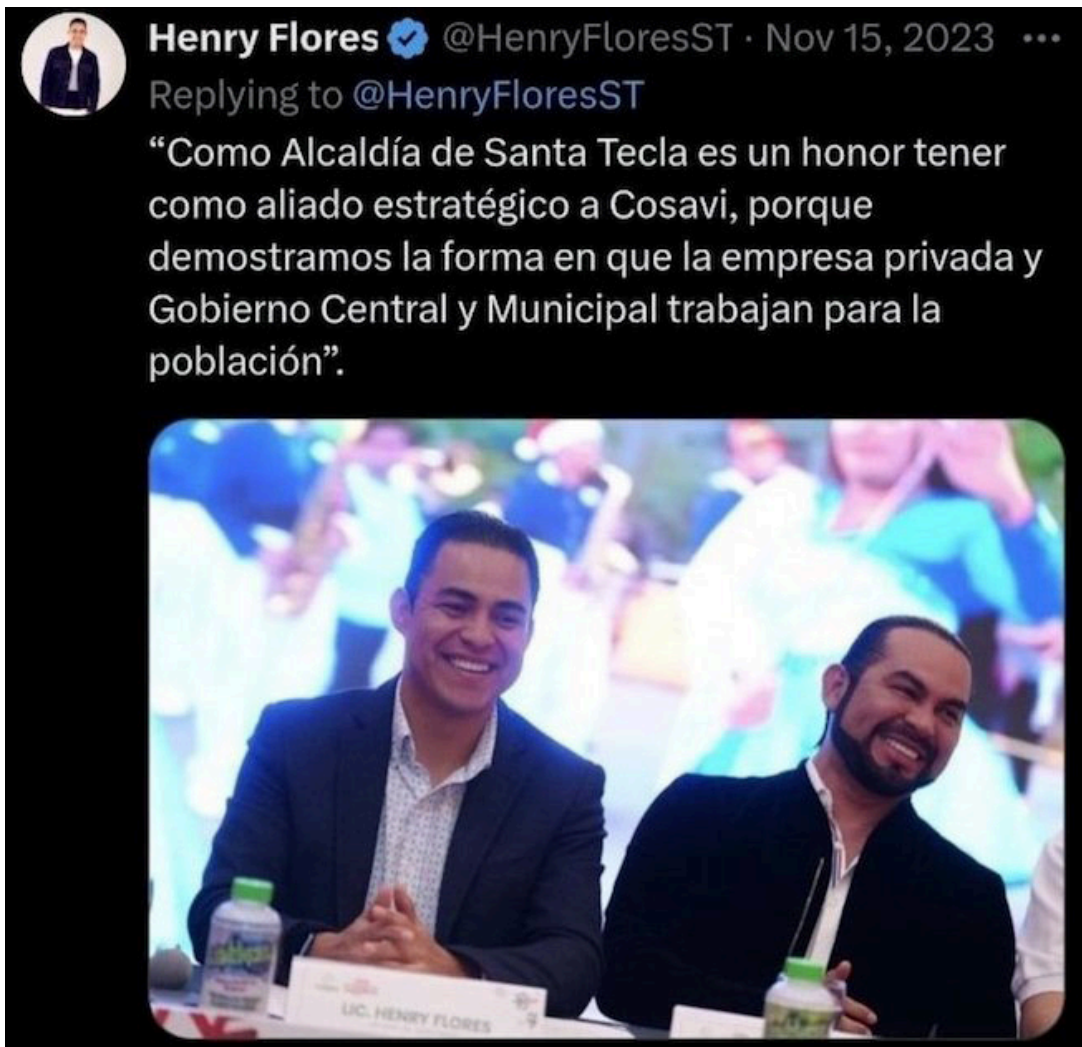 Henry Flores @HenryFloresST · Nov 15, 2023 ···
Replying to @HenryFloresST
“Como Alcaldía de Santa Tecla es un honor tener
como aliado estratégico a Cosavi, porque
demostramos la forma en que la empresa privada y
Gobierno Central y Municipal trabajan para la
población”.
LIC. HENRY FLORES